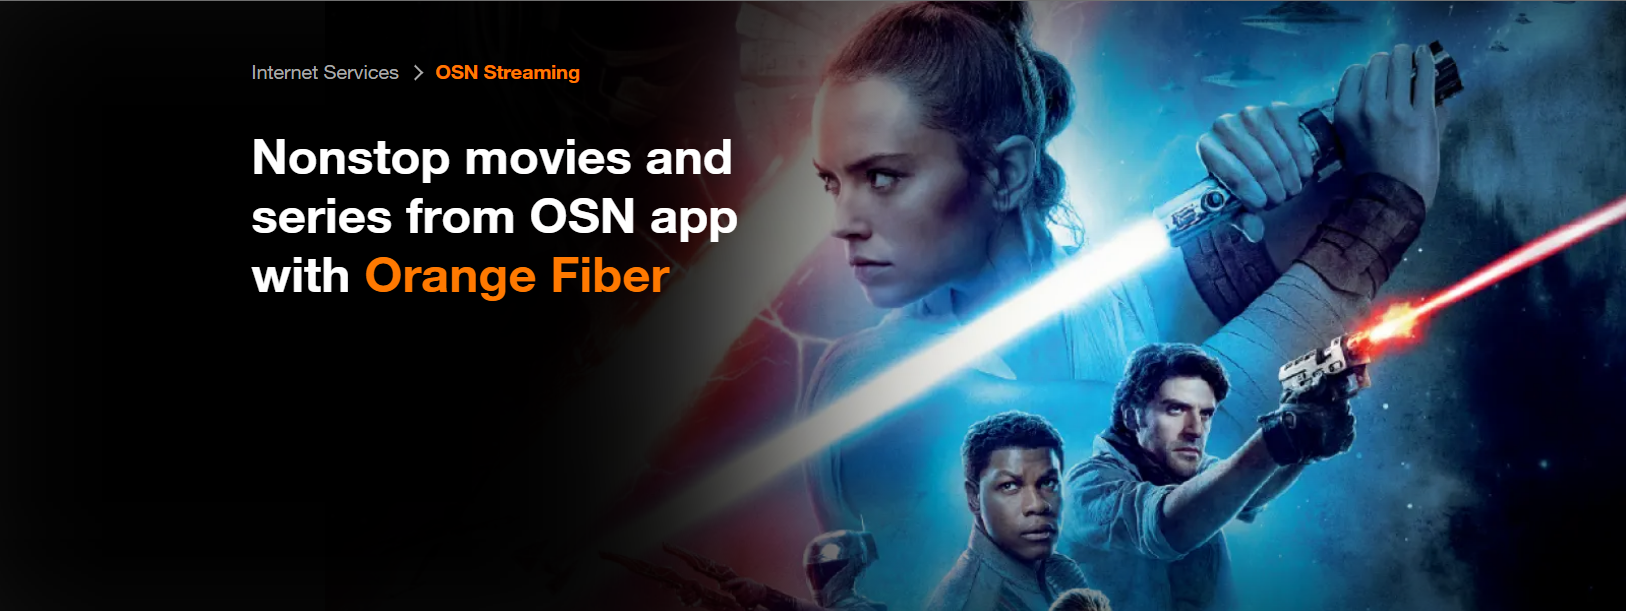 Internet Services > OSN Streaming
Nonstop movies and
series from OSN app
with Orange Fiber